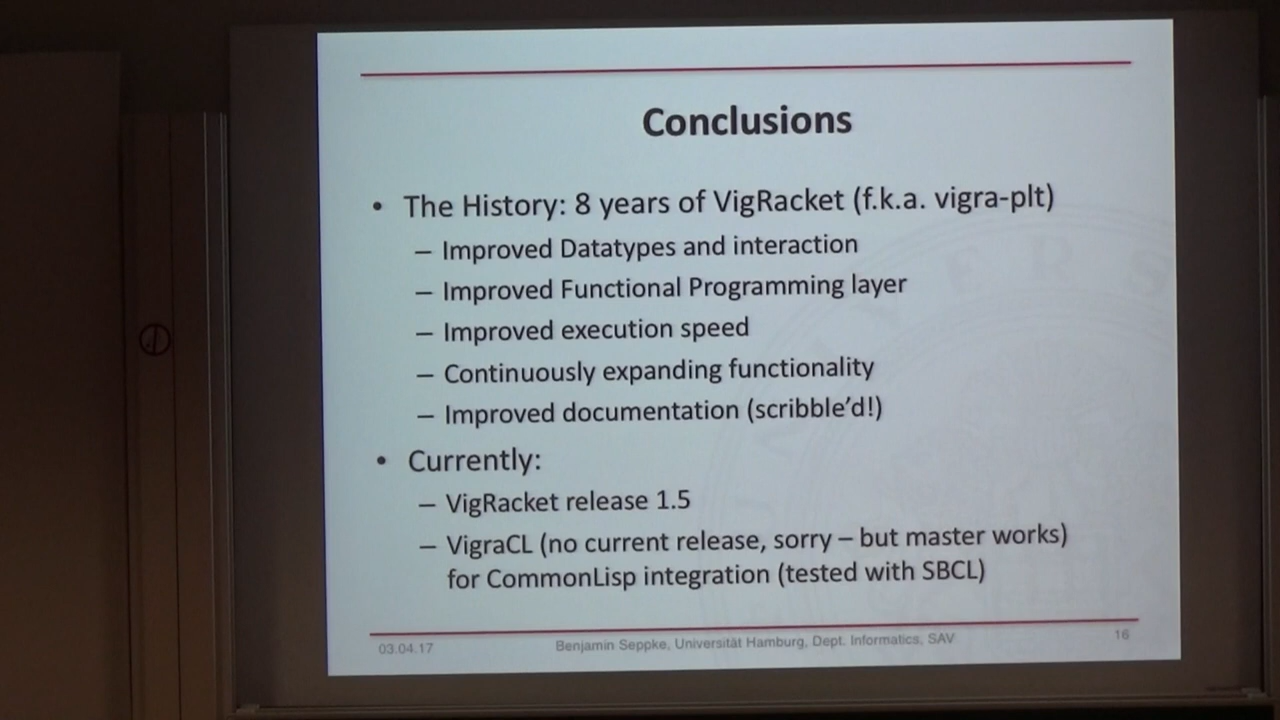 Conclusions
• The History: 8 years of VigRacket (f.k.a. vigra-plt)
– Improved Datatypes and interaction
– Improved Functional Programming layer
– Improved execution speed
– Continuously expanding functionality
– Improved documentation (scribble’d!)
• Currently:
– VigRacket release 1.5
– VigraCL (no current release, sorry – but master works)
for CommonLisp integration (tested with SBCL)
03.04.17
Benjamin Seppke, Universität Hamburg, Dept. Informatics, SAV
16